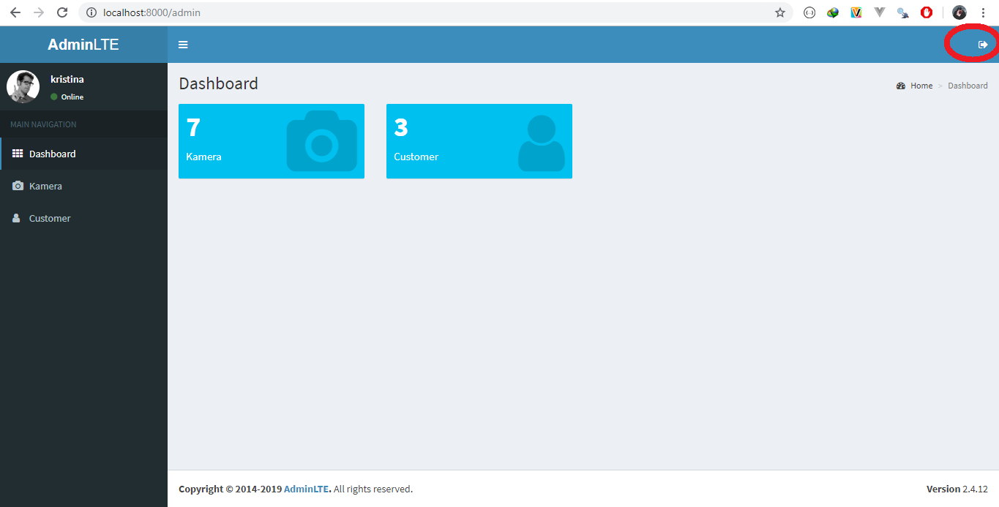 localhost:8000/admin
AdminLTE
kristina
Online
MAIN NAVIGATION
Dashboard
Kamera
Customer
Dashboard
Home > Dashboard
7
Kamera
3
Customer
Copyright © 2014-2019 AdminLTE. All rights reserved.
Version 2.4.12